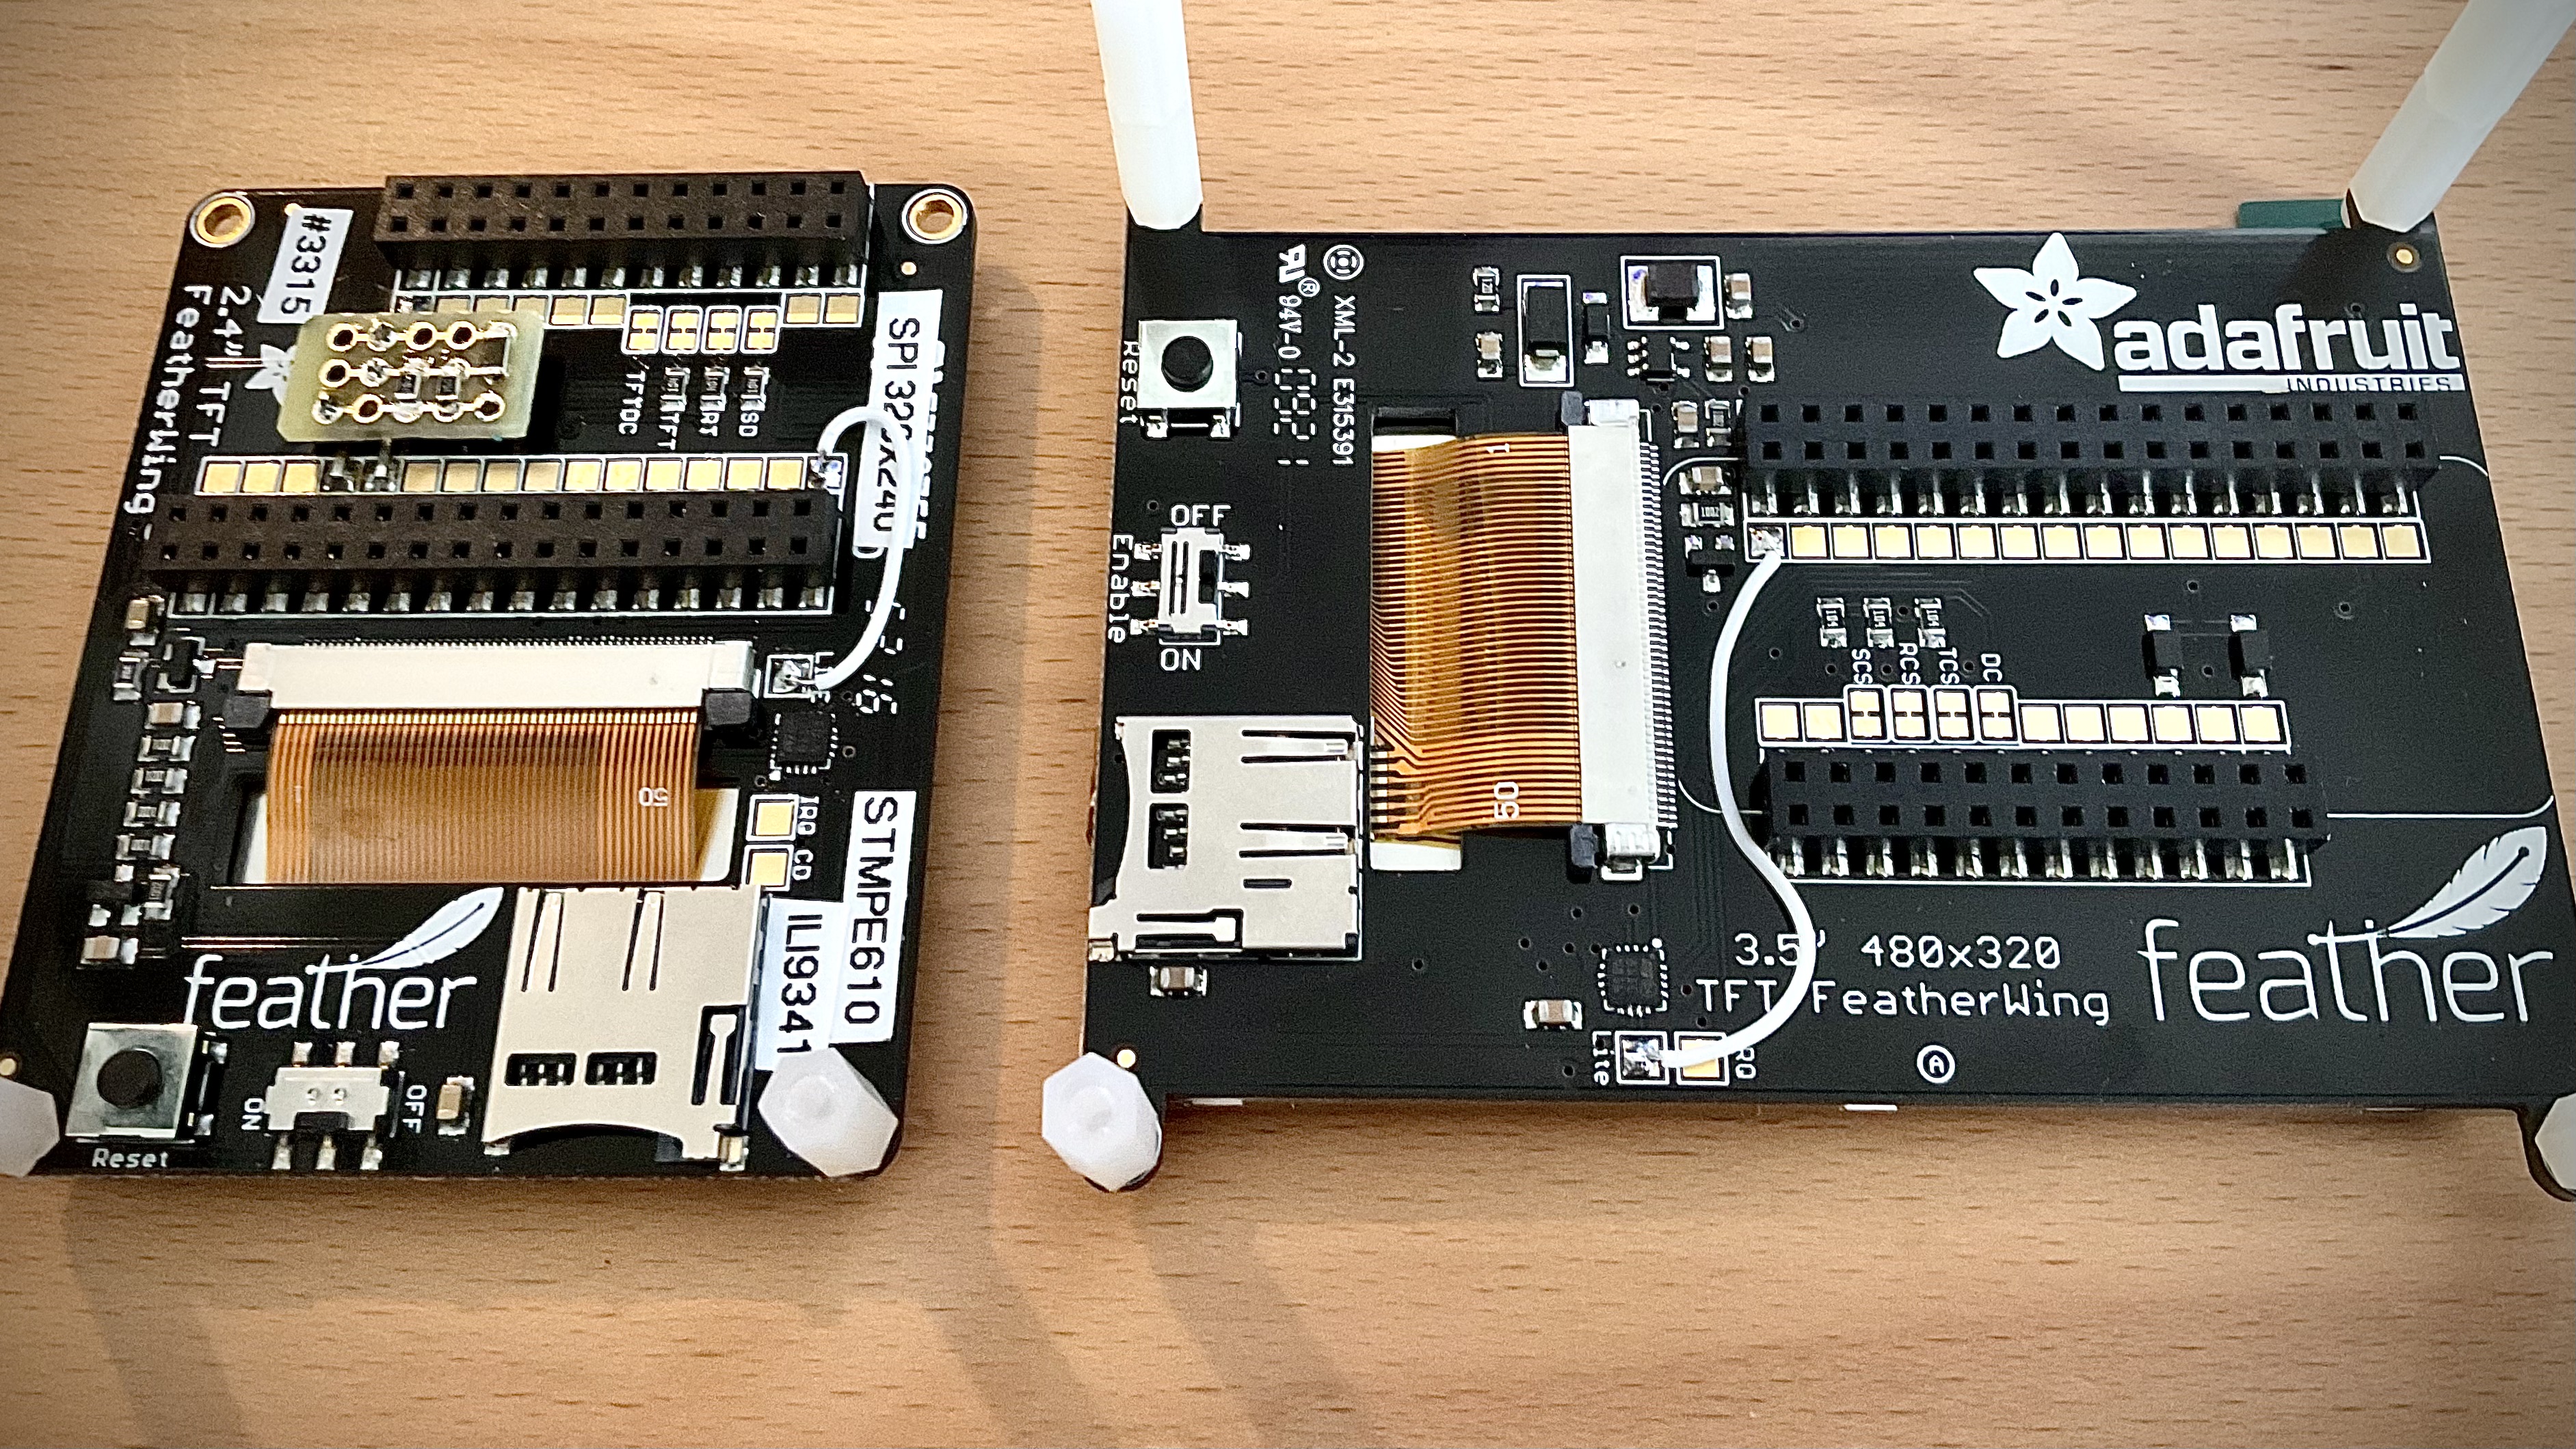 #3315
2.4" TFT
FeatherWing
SPI 320x240
TFTDC
TFT
RT
SD
50
IRQ
CD
STMPE610
ILI9341
feather
ON
OFF
Reset
Reset
94V-0
XML-2 E315391
OFF
Enable
ON
1
50
adafruit
INDUSTRIES
SCS
RCS
TCS
DC
3.5" 480x320
TFT FeatherWing
feather
Lite
A